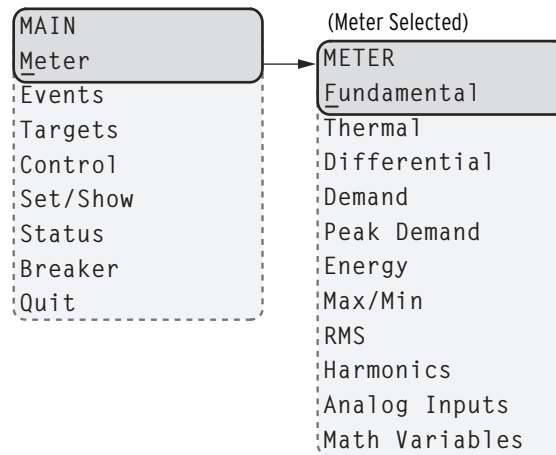 MAIN
Meter
Events
Targets
Control
Set/Show
Status
Breaker
Quit
(Meter Selected)
METER
Fundamental
Thermal
Differential
Demand
Peak Demand
Energy
Max/Min
RMS
Harmonics
Analog Inputs
Math Variables